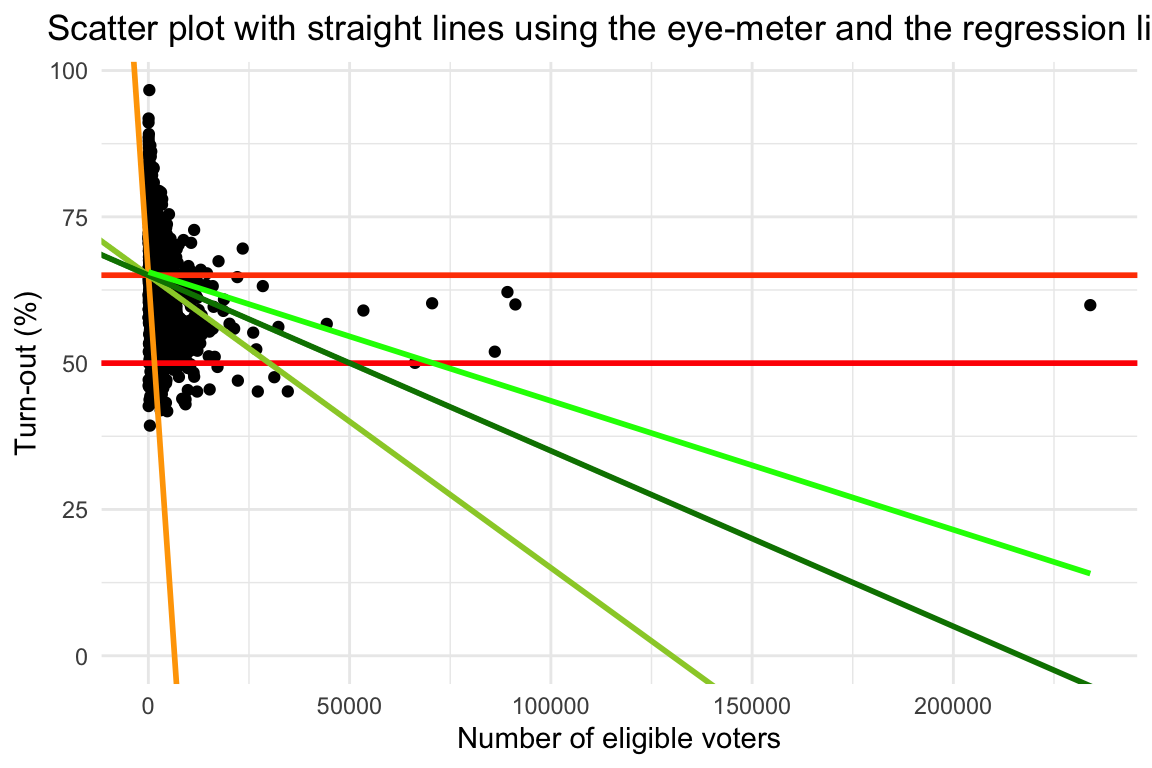 Scatter plot with straight lines using the eye-meter and the regression li
100
75
50
25
0
Turn-out (%)
0 50000 100000 150000 200000
Number of eligible voters